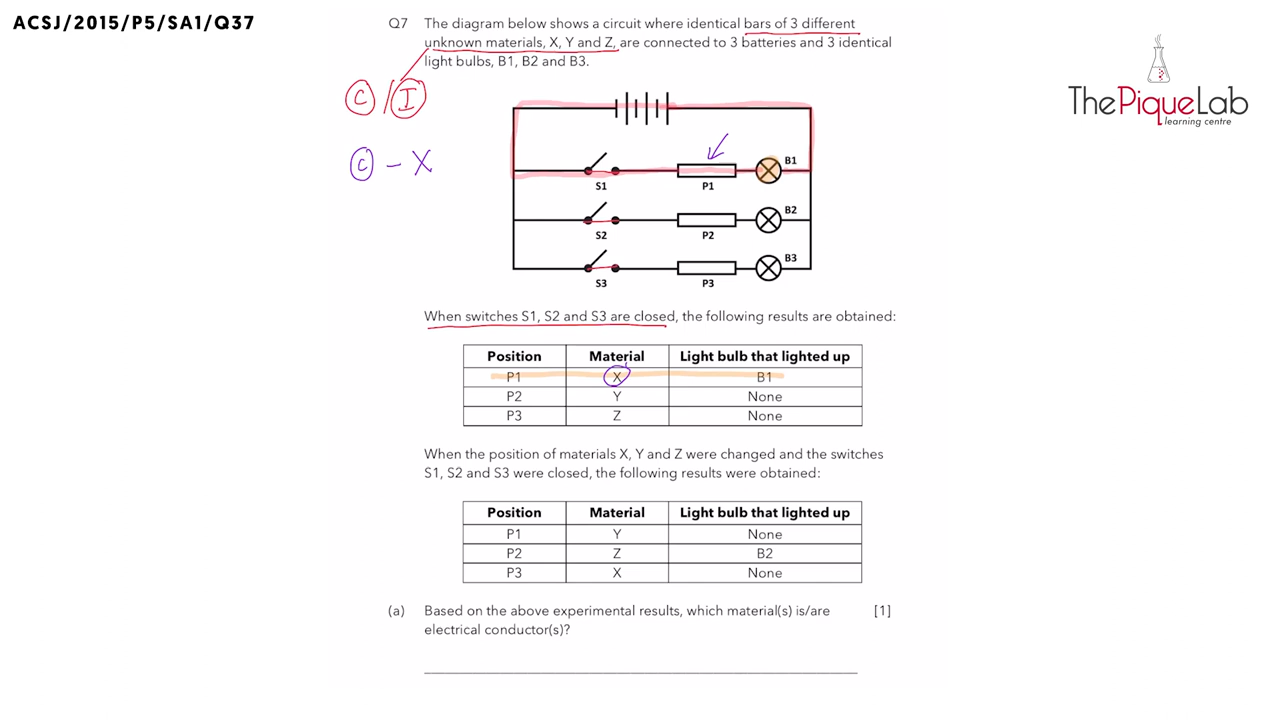 ACSJ/2015/P5/SA1/Q37
Q7 The diagram below shows a circuit where identical bars of 3 different
unknown materials, X, Y and Z, are connected to 3 batteries and 3 identical
light bulbs, B1, B2 and B3.
ThePiqueLab
learning centre
C / I
C - X
B1
S1 P1
B2
S2 P2
B3
S3 P3
When switches S1, S2 and S3 are closed, the following results are obtained:
Position Material Light bulb that lighted up
P1 X B1
P2 Y None
P3 Z None
When the position of materials X, Y and Z were changed and the switches
S1, S2 and S3 were closed, the following results were obtained:
Position Material Light bulb that lighted up
P1 Y None
P2 Z B2
P3 X None
(a) Based on the above experimental results, which material(s) is/are [1]
electrical conductor(s)?